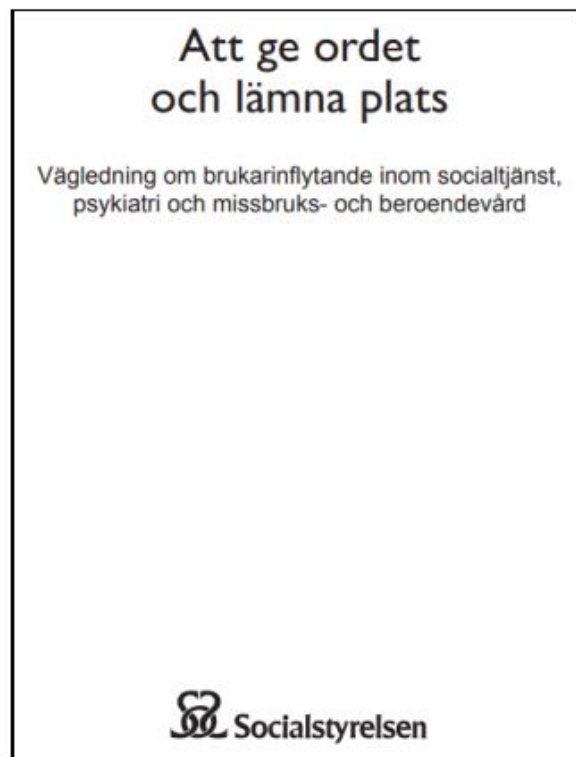 Att ge ordet
och lämna plats
Vägledning om brukarinflytande inom socialtjänst,
psykiatri och missbruks- och beroendevård
Socialstyrelsen